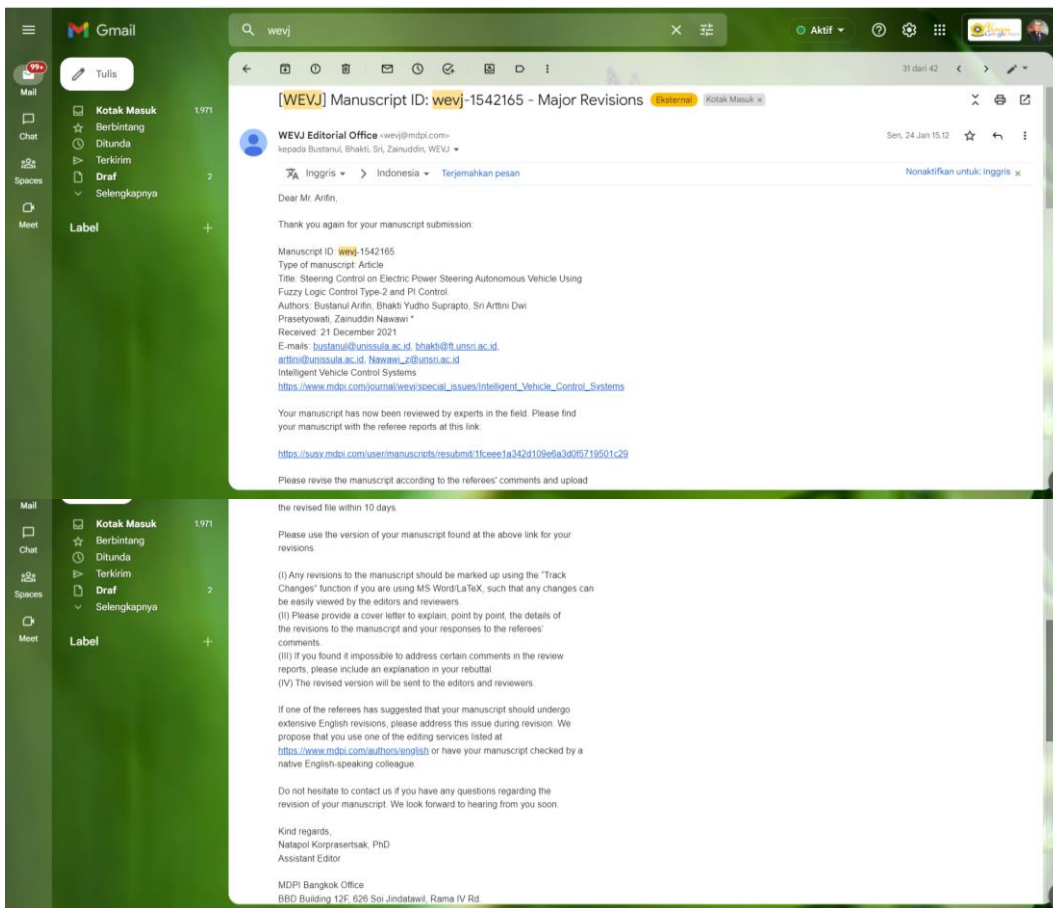 Gmail
wevj
Aktif
99+
Mail
Tulis
31 dari 42
Kotak Masuk 1.971
Berbintang
Ditunda
Terkirim
Draf 2
Selengkapnya
Chat
Spaces
Meet
Label
[WEVJ] Manuscript ID: wevj-1542165 - Major Revisions Eksternal Kotak Masuk ×
WEVJ Editorial Office <wevj@mdpi.com>
Sen, 24 Jan 15.12
kepada Bustanul, Bhakti, Sri, Zainuddin, WEVJ
Inggris > Indonesia Terjemahkan pesan
Nonaktifkan untuk: Inggris ×
Dear Mr. Arifin,
Thank you again for your manuscript submission:
Manuscript ID: wevj-1542165
Type of manuscript: Article
Title: Steering Control on Electric Power Steering Autonomous Vehicle Using
Fuzzy Logic Control Type-2 and PI Control.
Authors: Bustanul Arifin, Bhakti Yudho Suprapto, Sri Arttini Dwi
Prasetyowati, Zainuddin Nawawi *
Received: 21 December 2021
E-mails: bustanul@unissula.ac.id, bhakti@ft.unsri.ac.id,
arttini@unissula.ac.id, Nawawi_z@unsri.ac.id
Intelligent Vehicle Control Systems
https://www.mdpi.com/journal/wevj/special_issues/Intelligent_Vehicle_Control_Systems
Your manuscript has now been reviewed by experts in the field. Please find
your manuscript with the referee reports at this link:
https://susy.mdpi.com/user/manuscripts/resubmit/1fceee1a342d109e6a3d0f5719501c29
Please revise the manuscript according to the referees' comments and upload
Mail
Kotak Masuk 1.971
Berbintang
Ditunda
Terkirim
Draf 2
Selengkapnya
Chat
Spaces
Meet
Label
the revised file within 10 days.
Please use the version of your manuscript found at the above link for your
revisions.
(I) Any revisions to the manuscript should be marked up using the "Track
Changes" function if you are using MS Word/LaTeX, such that any changes can
be easily viewed by the editors and reviewers.
(II) Please provide a cover letter to explain, point by point, the details of
the revisions to the manuscript and your responses to the referees'
comments.
(III) If you found it impossible to address certain comments in the review
reports, please include an explanation in your rebuttal.
(IV) The revised version will be sent to the editors and reviewers.
If one of the referees has suggested that your manuscript should undergo
extensive English revisions, please address this issue during revision. We
propose that you use one of the editing services listed at
https://www.mdpi.com/authors/english or have your manuscript checked by a
native English-speaking colleague.
Do not hesitate to contact us if you have any questions regarding the
revision of your manuscript. We look forward to hearing from you soon.
Kind regards,
Natapol Korprasertsak, PhD
Assistant Editor
MDPI Bangkok Office
BBD Building 12F, 626 Soi Jindatawil, Rama IV Rd